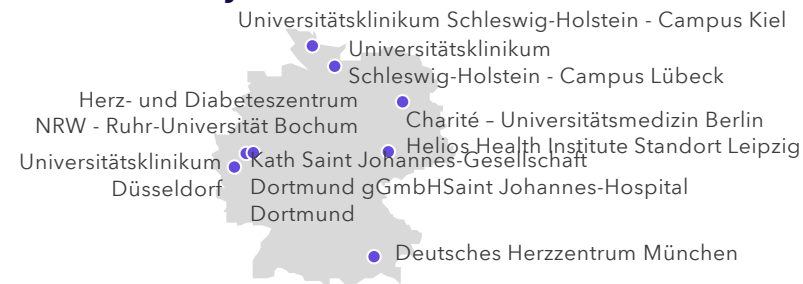 Universitätsklinikum Schleswig-Holstein - Campus Kiel
Universitätsklinikum
Schleswig-Holstein - Campus Lübeck
Herz- und Diabeteszentrum
NRW - Ruhr-Universität Bochum
Charité – Universitätsmedizin Berlin
Helios Health Institute Standort Leipzig
Universitätsklinikum
Düsseldorf
Kath Saint Johannes-Gesellschaft
Dortmund gGmbHSaint Johannes-Hospital
Dortmund
Deutsches Herzzentrum München